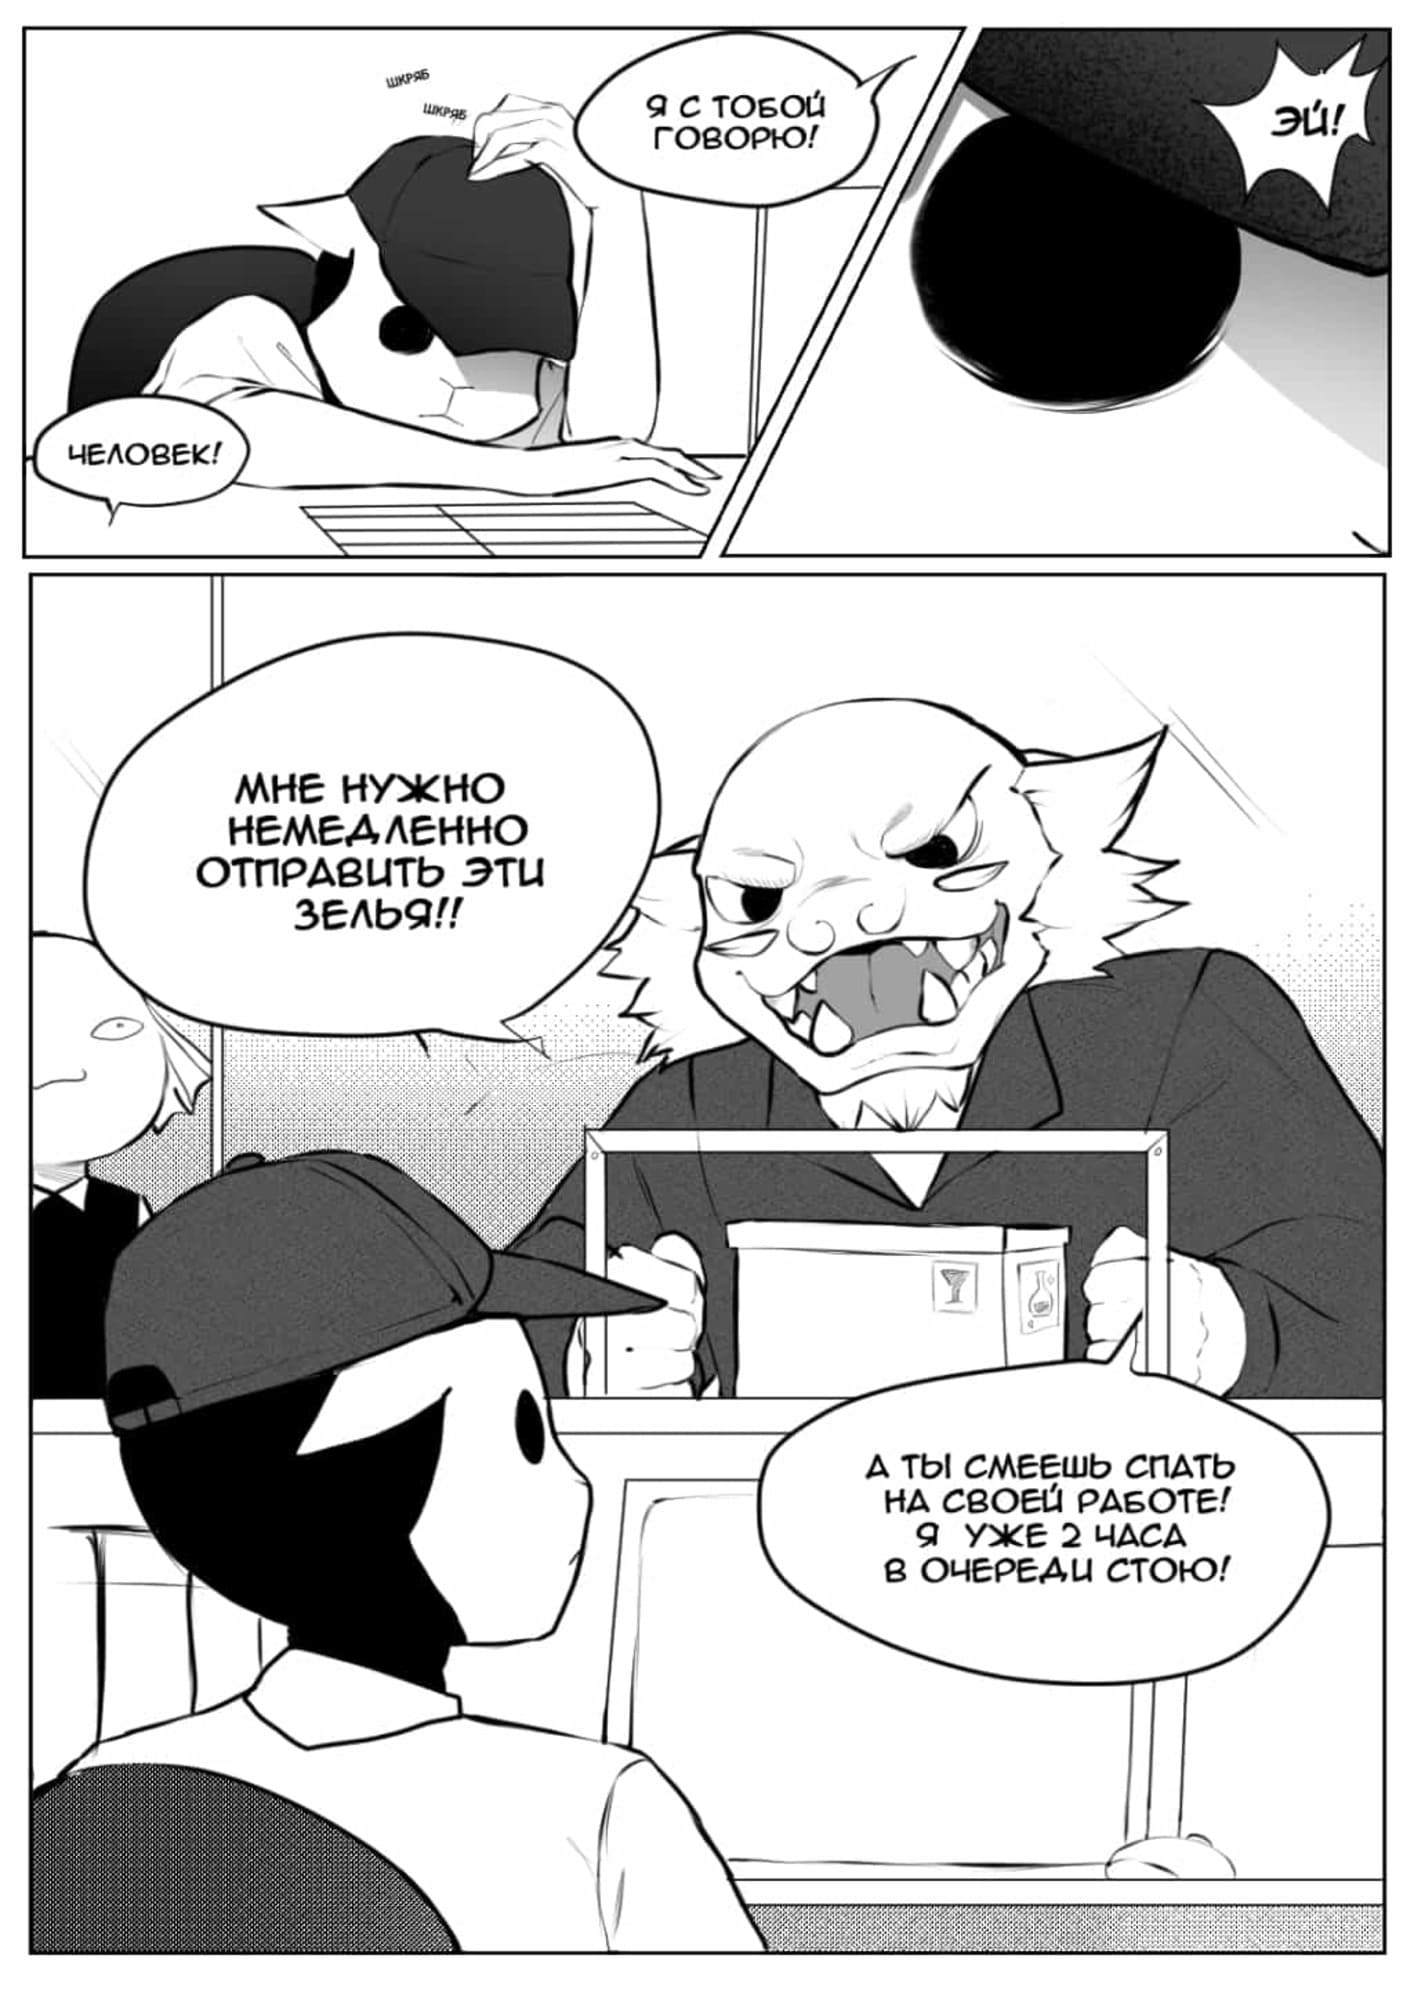 ШКРЯБ
ШКРЯБ
Я С ТОБОЙ
ГОВОРЮ!
ЧЕЛОВЕК!
ЭЙ!
МНЕ НУЖНО
НЕМЕДЛЕННО
ОТПРАВИТЬ ЭТИ
ЗЕЛЬЯ!!
А ТЫ СМЕЕШЬ СПАТЬ
НА СВОЕЙ РАБОТЕ!
Я УЖЕ 2 ЧАСА
В ОЧЕРЕДИ СТОЮ!